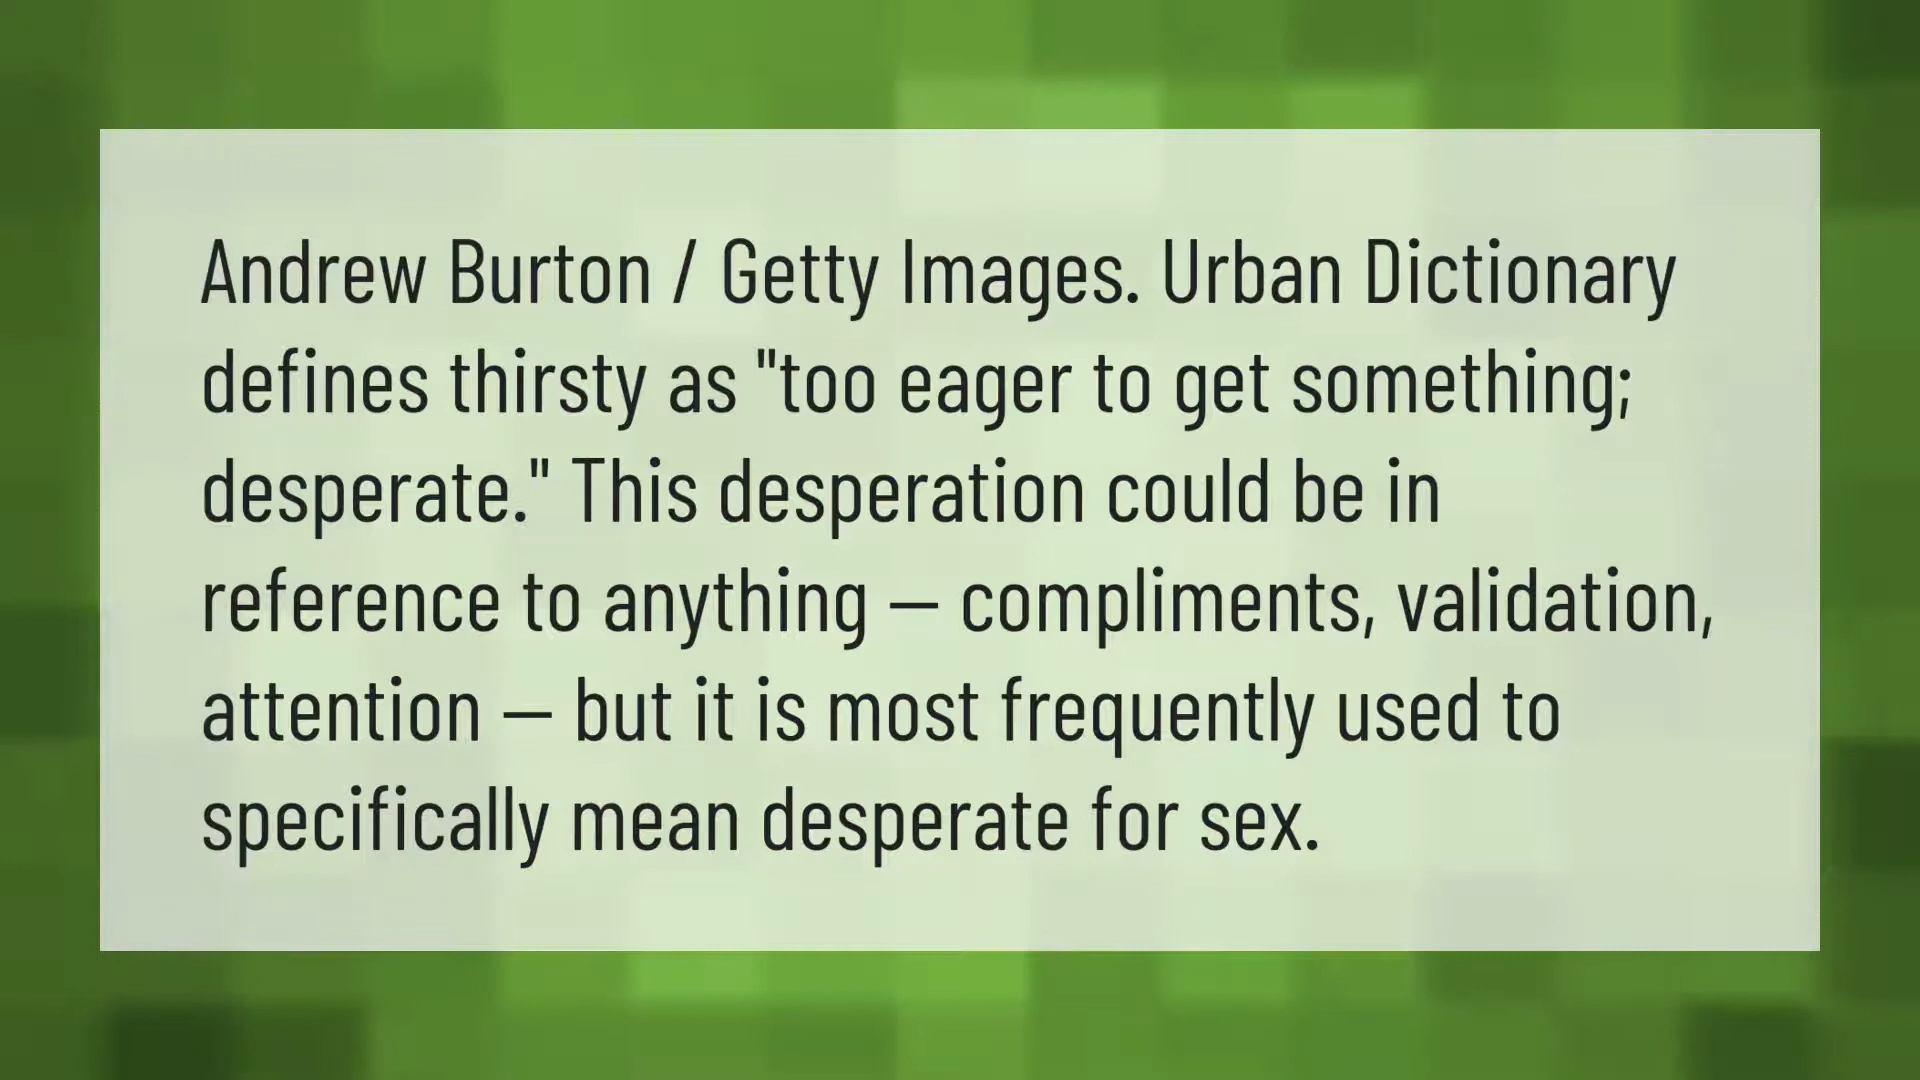 Andrew Burton / Getty Images. Urban Dictionary
defines thirsty as "too eager to get something;
desperate." This desperation could be in
reference to anything — compliments, validation,
attention — but it is most frequently used to
specifically mean desperate for sex.